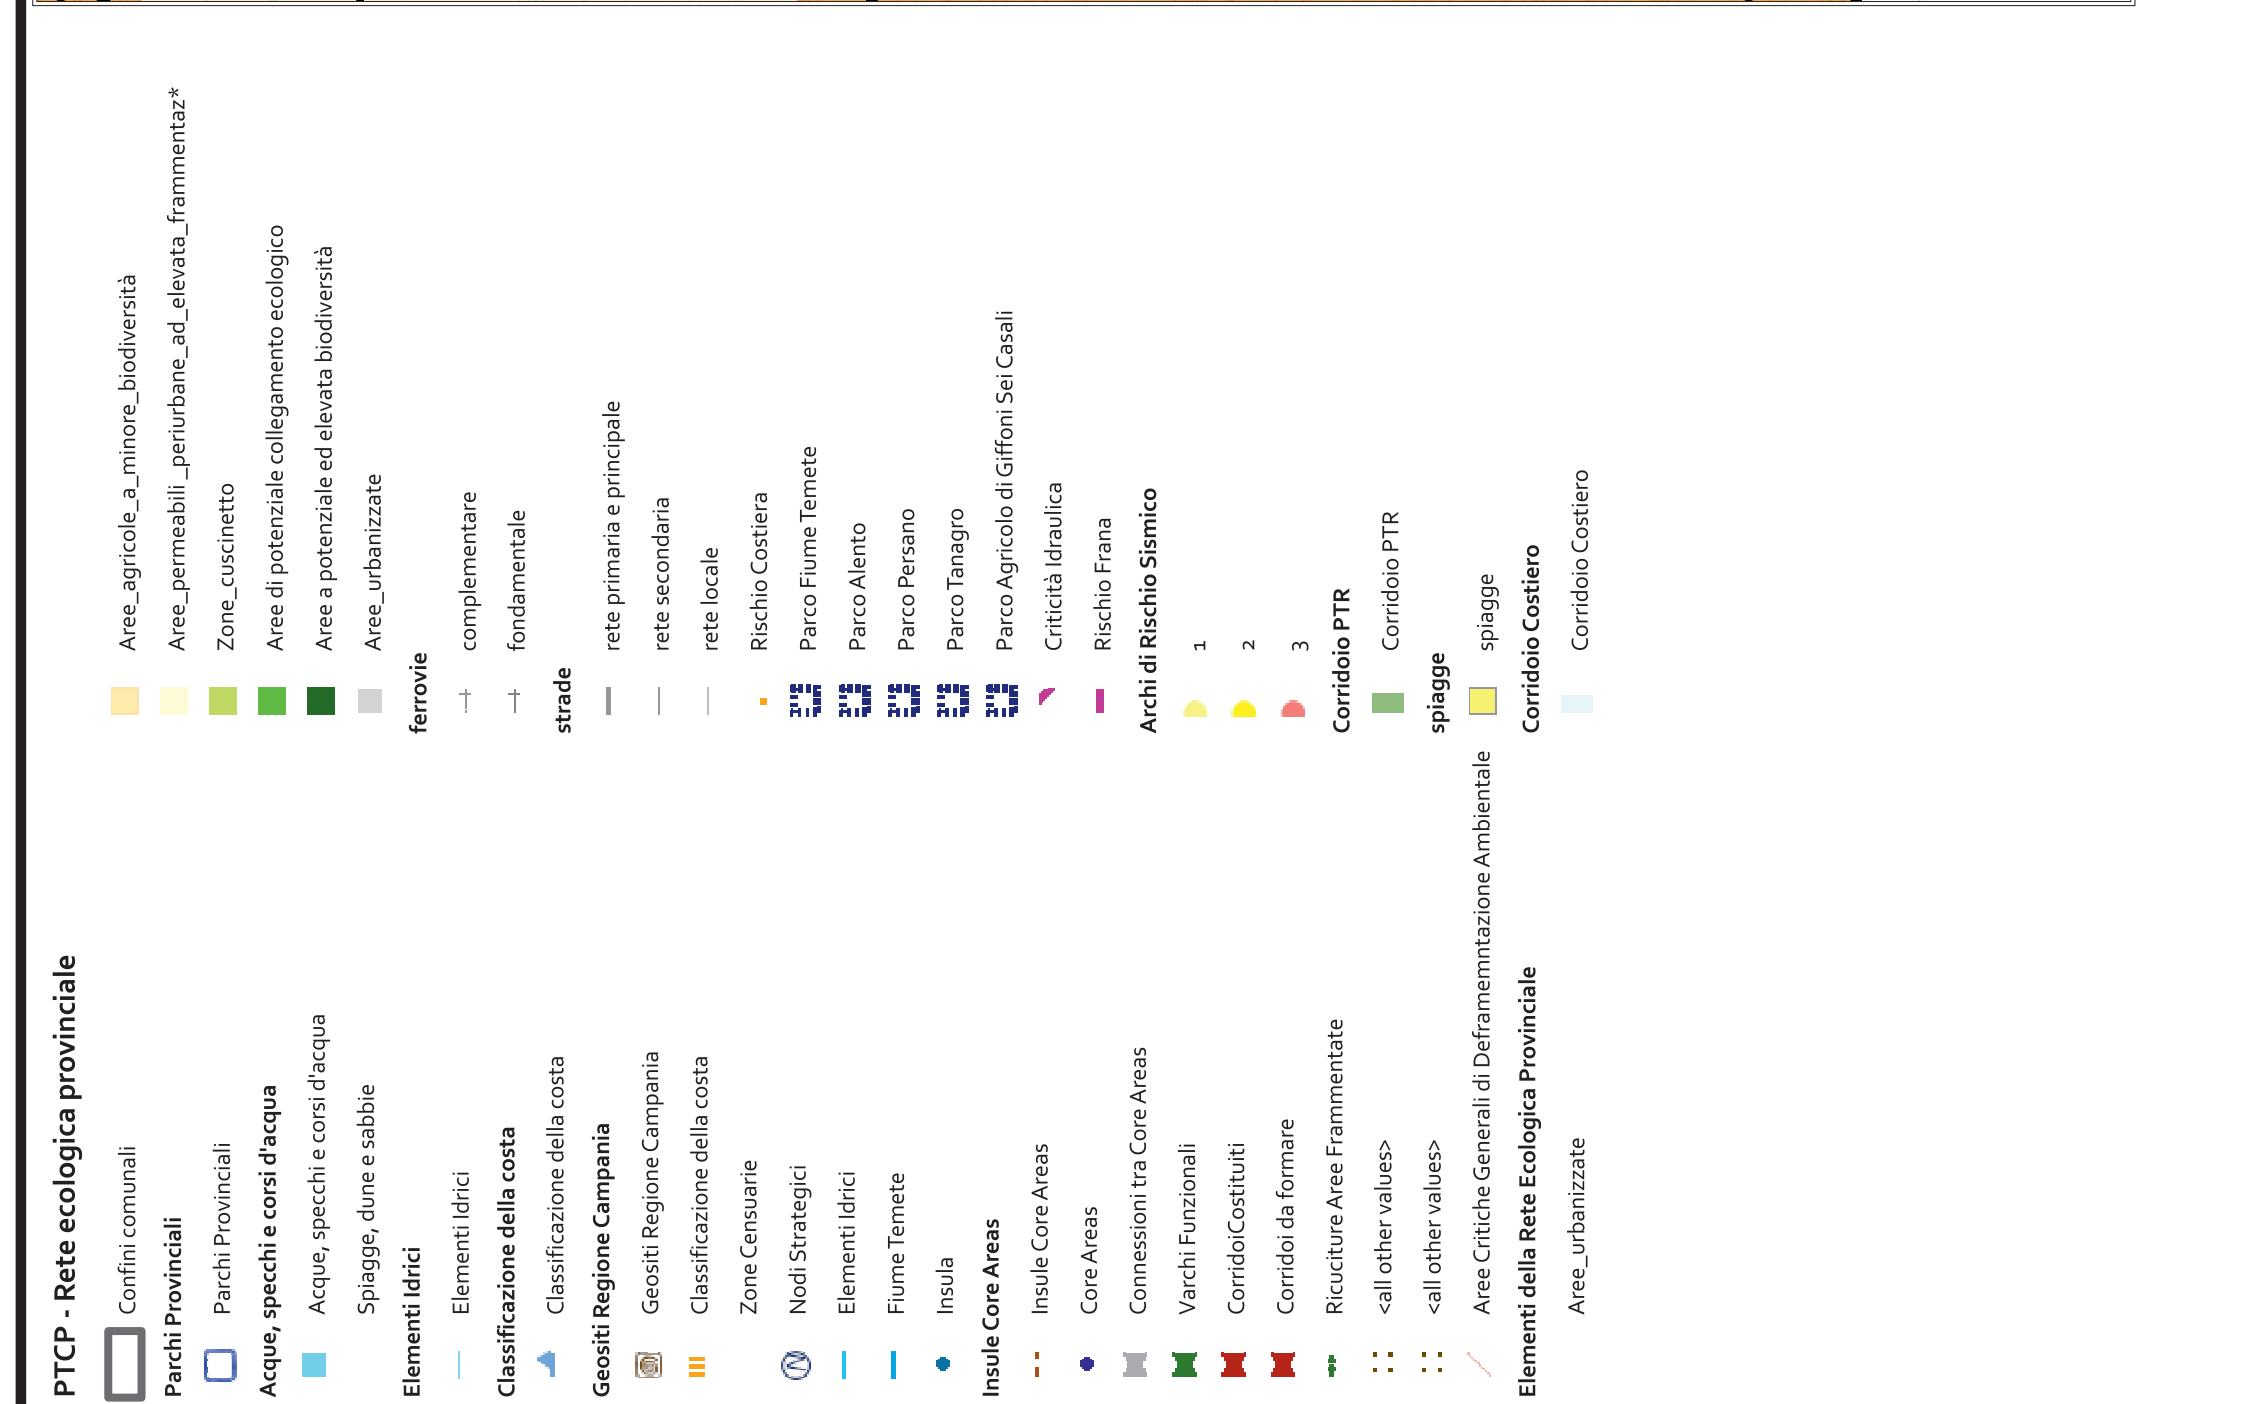 PTCP - Rete ecologica provinciale
Confini comunali
Parchi Provinciali
Parchi Provinciali
Acque, specchi e corsi d'acqua
Acque, specchi e corsi d'acqua
Spiagge, dune e sabbie
Elementi Idrici
Elementi Idrici
Classificazione della costa
Classificazione della costa
Geositi Regione Campania
Geositi Regione Campania
Classificazione della costa
Zone Censuarie
Nodi Strategici
Elementi Idrici
Fiume Temete
Insula
Insule Core Areas
Insule Core Areas
Core Areas
Connessioni tra Core Areas
Varchi Funzionali
CorridoiCostituiti
Corridoi da formare
Ricuciture Aree Frammentate
<all other values>
<all other values>
Aree Critiche Generali di Deframemntazione Ambientale
Elementi della Rete Ecologica Provinciale
Aree_urbanizzate
Aree_agricole_a_minore_biodiversità
Aree_permeabili _periurbane_ad_elevata_frammentaz*
Zone_cuscinetto
Aree di potenziale collegamento ecologico
Aree a potenziale ed elevata biodiversità
Aree_urbanizzate
ferrovie
complementare
fondamentale
strade
rete primaria e principale
rete secondaria
rete locale
Rischio Costiera
Parco Fiume Temete
Parco Alento
Parco Persano
Parco Tanagro
Parco Agricolo di Giffoni Sei Casali
Criticità Idraulica
Rischio Frana
Archi di Rischio Sismico
1
2
3
Corridoio PTR
Corridoio PTR
spiagge
spiagge
Corridoio Costiero
Corridoio Costiero